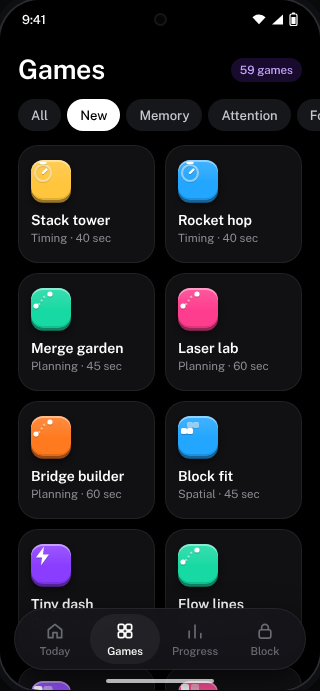 9:41
Games
59 games
All
New
Memory
Attention
Stack tower
Timing · 40 sec
Rocket hop
Timing · 40 sec
Merge garden
Planning · 45 sec
Laser lab
Planning · 60 sec
Bridge builder
Planning · 60 sec
Block fit
Spatial · 45 sec
Tiny dash
Flow lines
Today
Games
Progress
Block